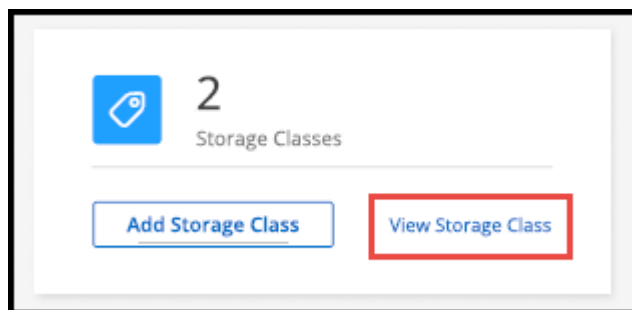 2
Storage Classes
Add Storage Class
View Storage Class